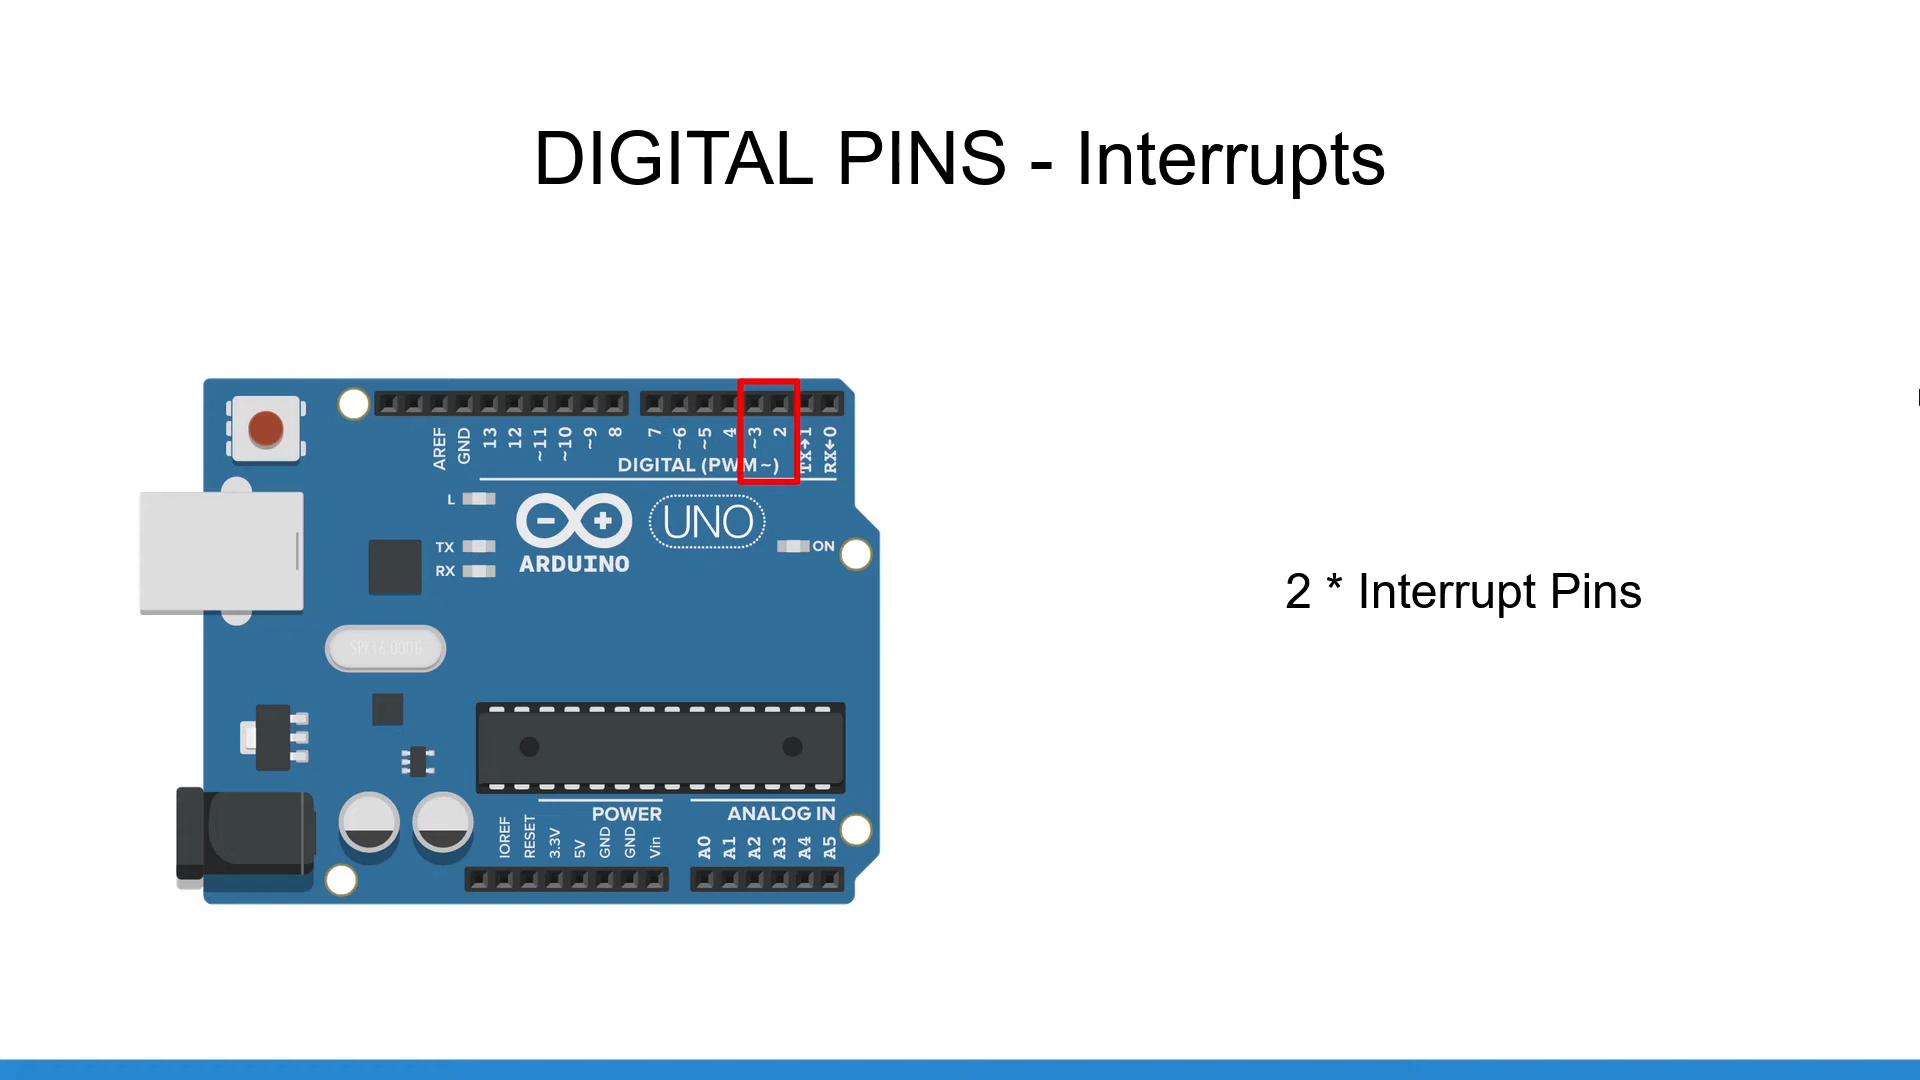 DIGITAL PINS - Interrupts
AREF
GND
13
12
~11
~10
~9
8
7
~6
~5
4
~3
2
TX→1
RX←0
DIGITAL (PWM~)
L
TX
RX
ARDUINO
UNO
ON
2 * Interrupt Pins
SPK16.000G
POWER
ANALOG IN
IOREF
RESET
3.3V
5V
GND
GND
Vin
A0
A1
A2
A3
A4
A5